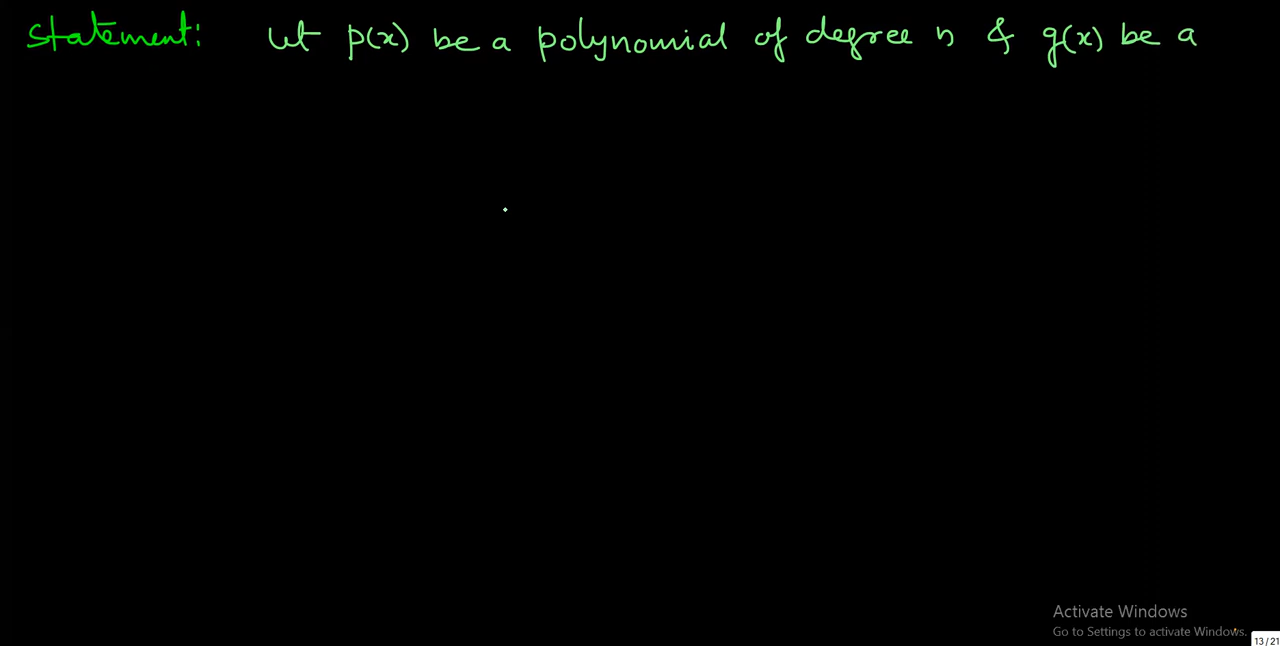 Statement: Let p(x) be a polynomial of degree n & g(x) be a
Activate Windows
Go to Settings to activate Windows.
13 / 21